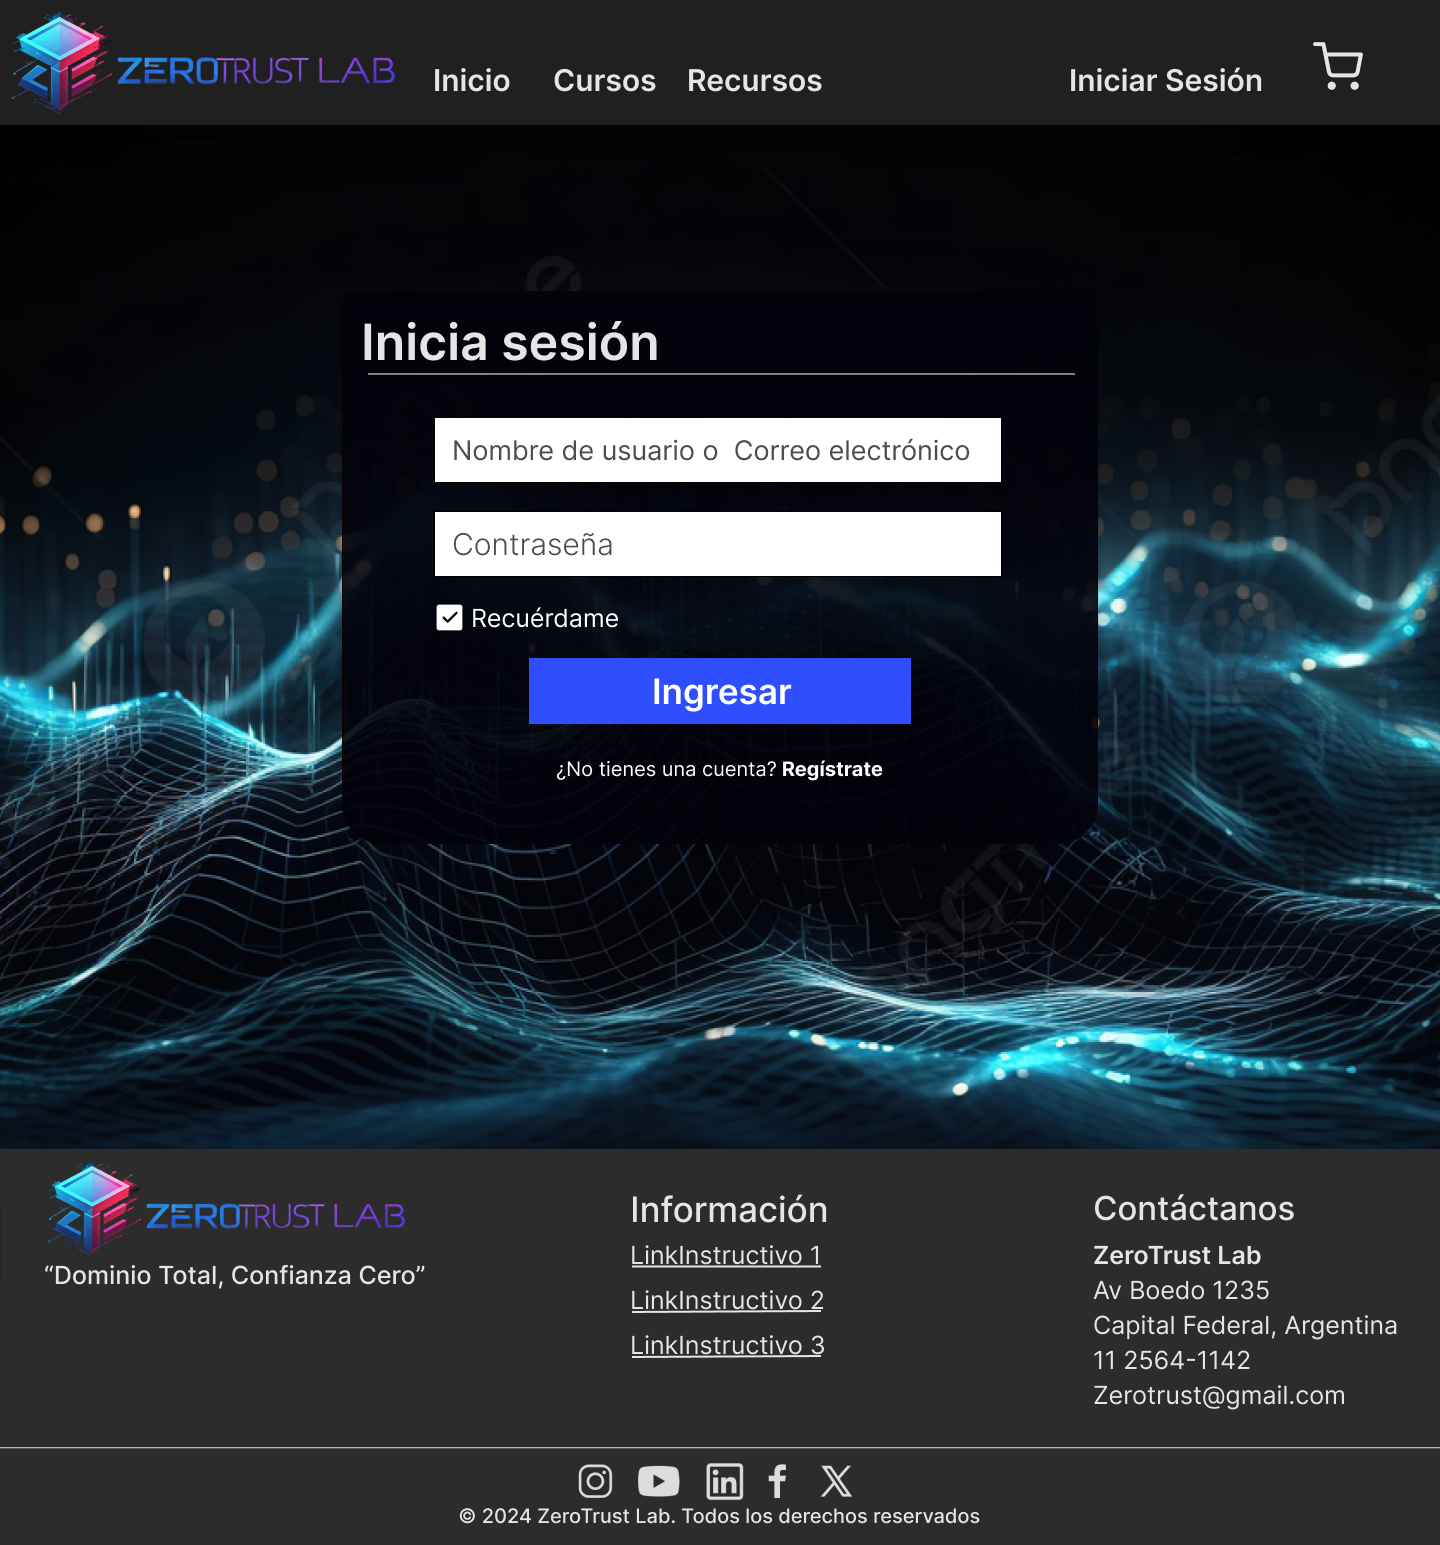 ZEROTRUST LAB
Inicio Cursos Recursos Iniciar Sesión
Inicia sesión
Nombre de usuario o Correo electrónico
Contraseña
Recuérdame
Ingresar
¿No tienes una cuenta? Regístrate
ZEROTRUST LAB
“Dominio Total, Confianza Cero”
Información
LinkInstructivo 1
LinkInstructivo 2
LinkInstructivo 3
Contáctanos
ZeroTrust Lab
Av Boedo 1235
Capital Federal, Argentina
11 2564-1142
Zerotrust@gmail.com
© 2024 ZeroTrust Lab. Todos los derechos reservados